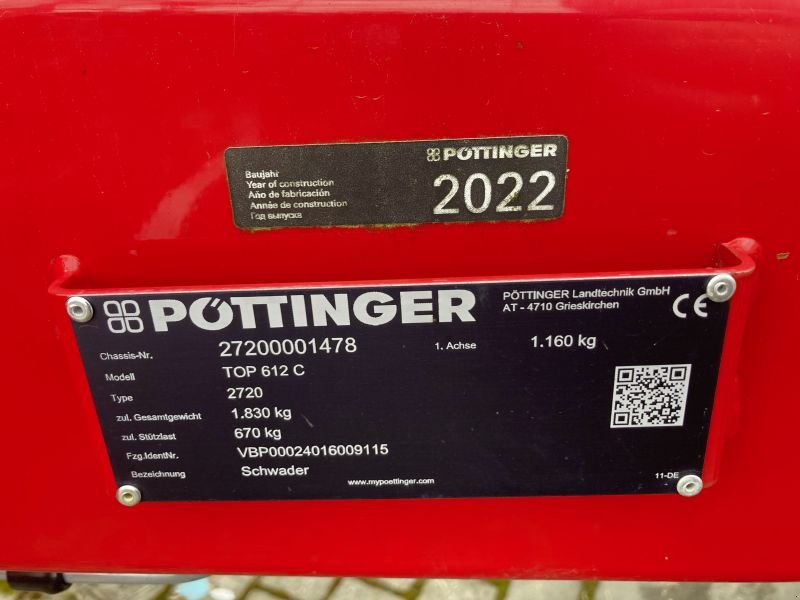 PÖTTINGER
Baujahr
Year of construction
Año de fabricación
Année de construction
Год выпуска
2022
PÖTTINGER
PÖTTINGER Landtechnik GmbH
AT - 4710 Grieskirchen
CE
Chassis-Nr. 27200001478 1. Achse 1.160 kg
Modell TOP 612 C
Type 2720
zul. Gesamtgewicht 1.830 kg
zul. Stützlast 670 kg
Fzg.IdentNr. VBP00024016009115
Bezeichnung Schwader
www.mypoettinger.com
11-DE